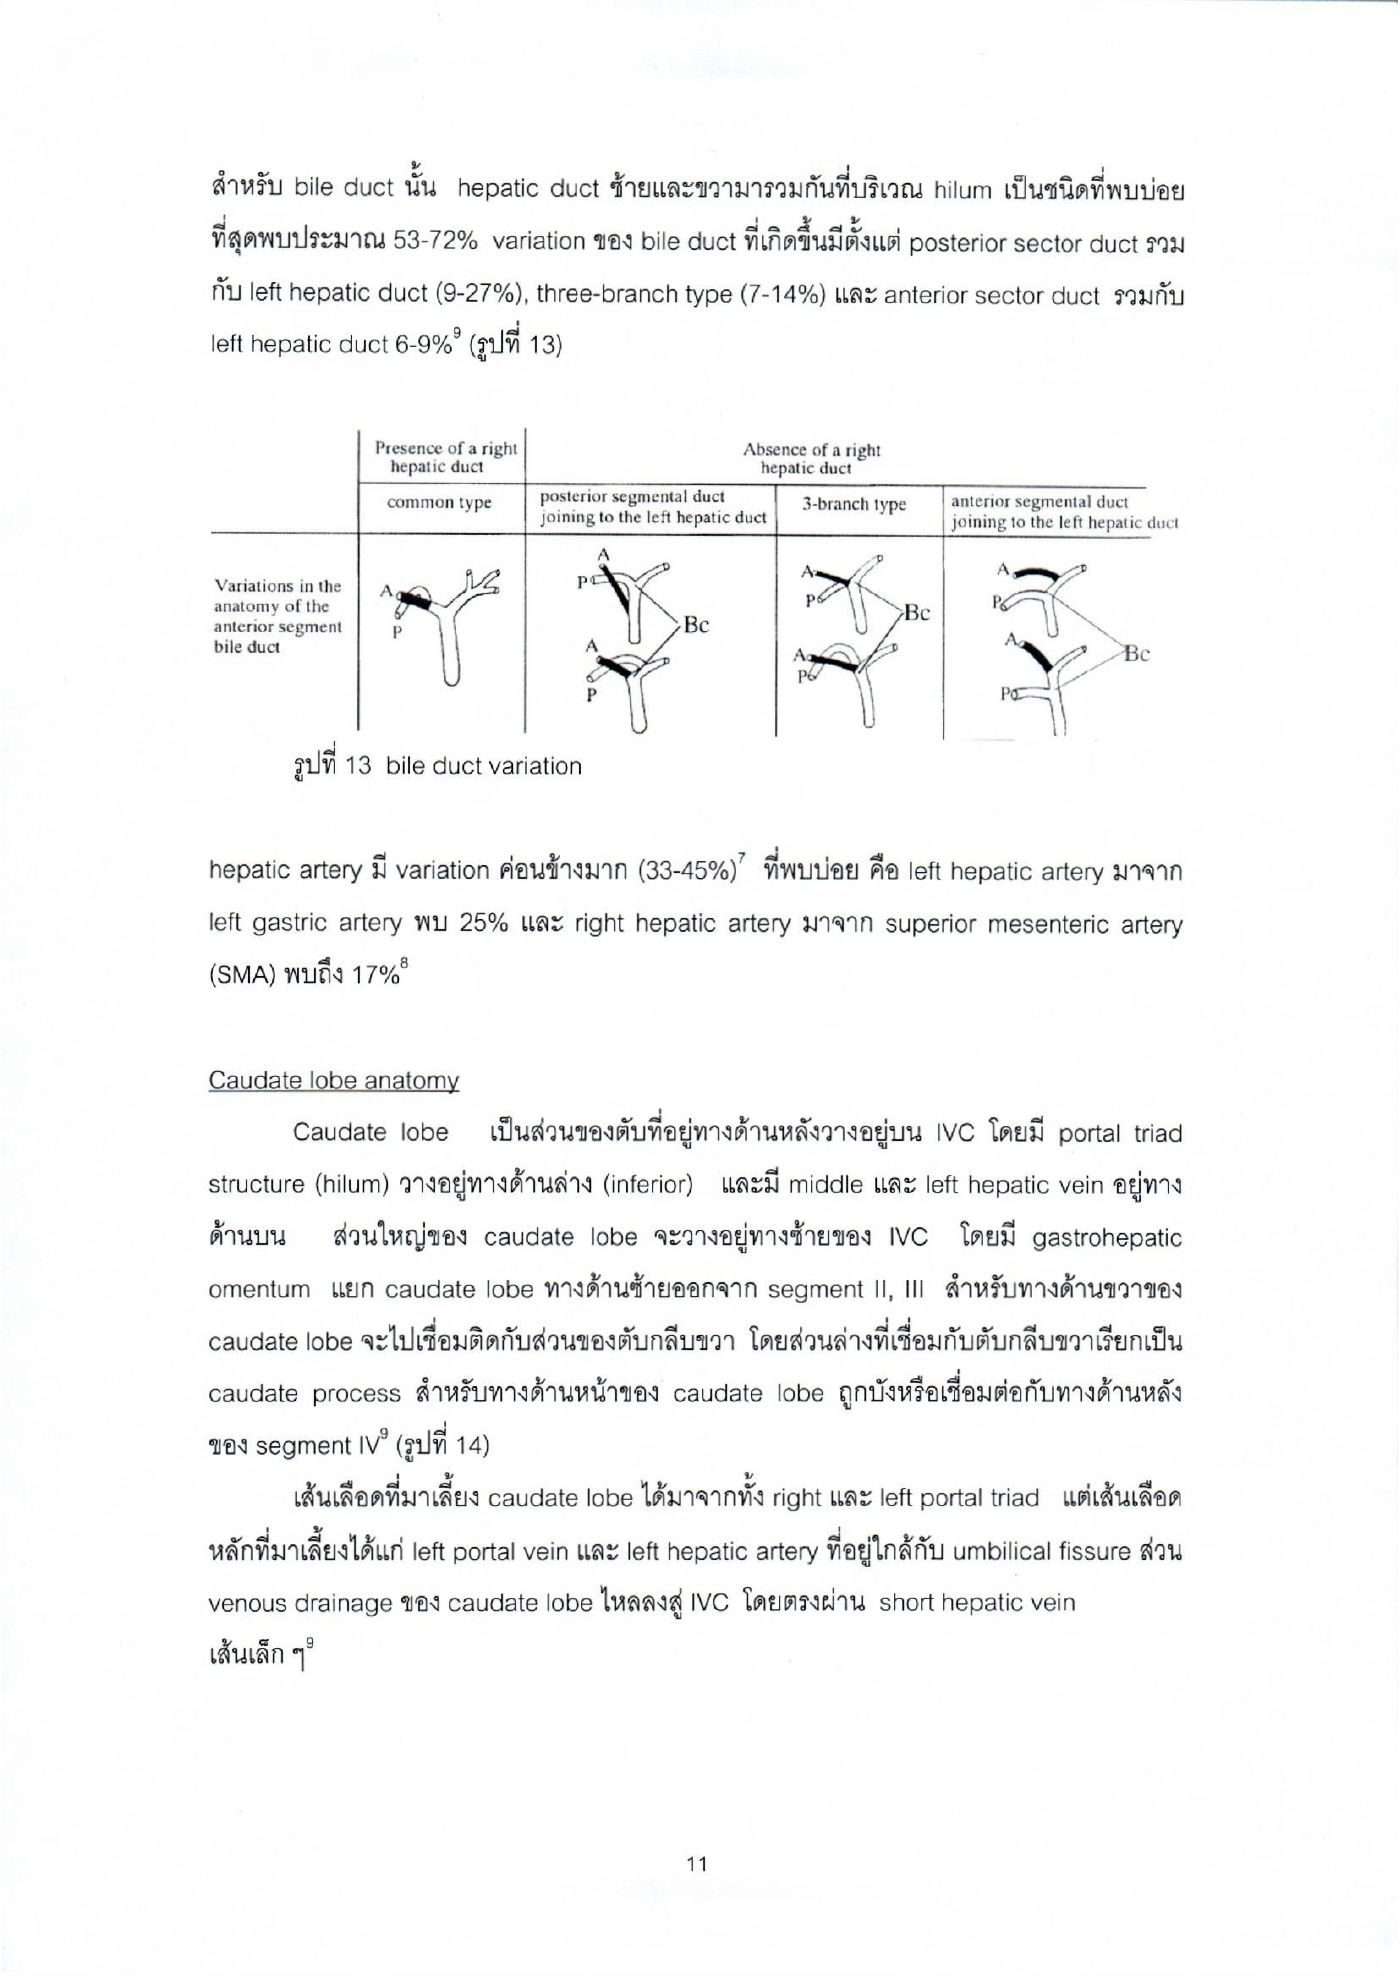 สำหรับ bile duct นั้น hepatic duct ซ้ายและขวามารวมกันที่บริเวณ hilum เป็นชนิดที่พบบ่อย
ที่สุดพบประมาณ 53-72% variation ของ bile duct ที่เกิดขึ้นมีตั้งแต่ posterior sector duct รวม
กับ left hepatic duct (9-27%), three-branch type (7-14%) และ anterior sector duct รวมกับ
left hepatic duct 6-9%⁹ (รูปที่ 13)
Presence of a right
hepatic duct
Absence of a right
hepatic duct
common type
posterior segmental duct
joining to the left hepatic duct
3-branch type
anterior segmental duct
joining to the left hepatic duct
Variations in the
anatomy of the
anterior segment
bile duct
A
P
A
P
Bc
A
P
A
P
Bc
A
P
A
P
Bc
A
P
รูปที่ 13 bile duct variation
hepatic artery มี variation ค่อนข้างมาก (33-45%)⁷ ที่พบบ่อย คือ left hepatic artery มาจาก
left gastric artery พบ 25% และ right hepatic artery มาจาก superior mesenteric artery
(SMA) พบถึง 17%⁸
Caudate lobe anatomy
Caudate lobe เป็นส่วนของตับที่อยู่ทางด้านหลังวางอยู่บน IVC โดยมี portal triad
structure (hilum) วางอยู่ทางด้านล่าง (inferior) และมี middle และ left hepatic vein อยู่ทาง
ด้านบน ส่วนใหญ่ของ caudate lobe จะวางอยู่ทางซ้ายของ IVC โดยมี gastrohepatic
omentum แยก caudate lobe ทางด้านซ้ายออกจาก segment II, III สำหรับทางด้านขวาของ
caudate lobe จะไปเชื่อมติดกับส่วนของตับกลีบขวา โดยส่วนล่างที่เชื่อมกับตับกลีบขวาเรียกเป็น
caudate process สำหรับทางด้านหน้าของ caudate lobe ถูกบังหรือเชื่อมต่อกับทางด้านหลัง
ของ segment IV⁹ (รูปที่ 14)
เส้นเลือดที่มาเลี้ยง caudate lobe ได้มาจากทั้ง right และ left portal triad แต่เส้นเลือด
หลักที่มาเลี้ยงได้แก่ left portal vein และ left hepatic artery ที่อยู่ใกล้กับ umbilical fissure ส่วน
venous drainage ของ caudate lobe ไหลลงสู่ IVC โดยตรงผ่าน short hepatic vein
เส้นเล็ก ๆ⁹
11